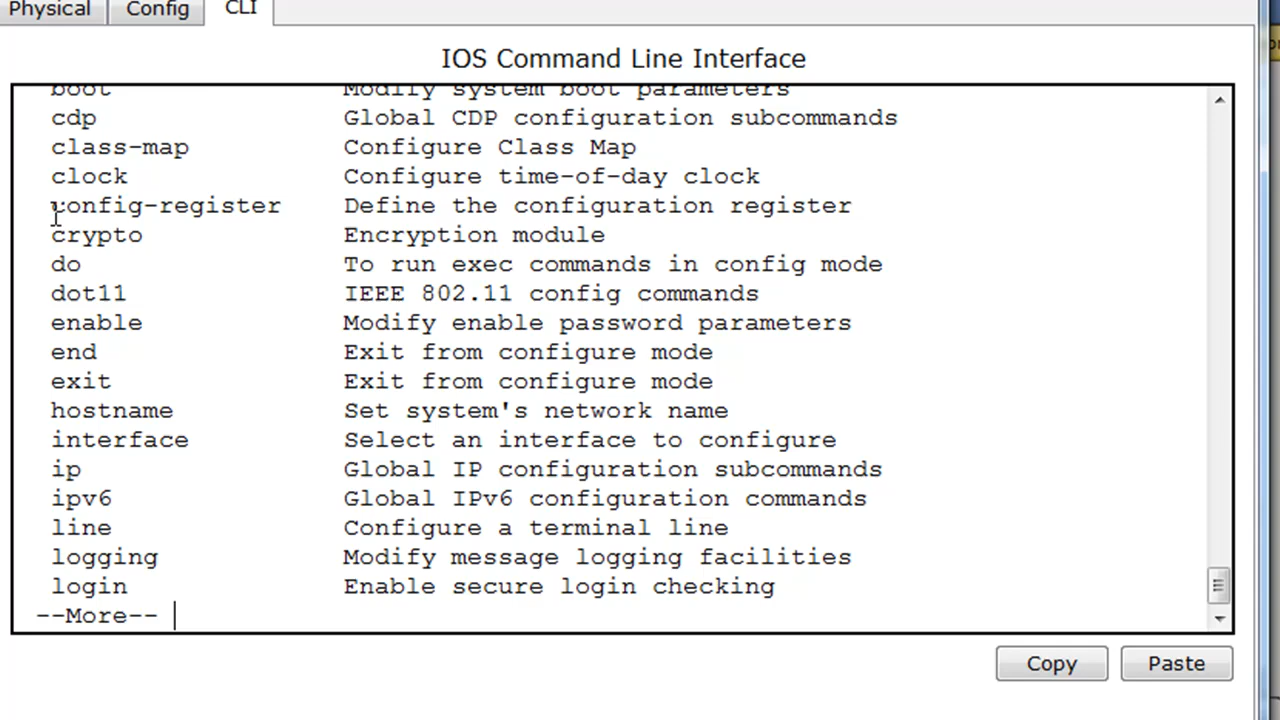 Physical Config CLI
IOS Command Line Interface
boot Modify system boot parameters
cdp Global CDP configuration subcommands
class-map Configure Class Map
clock Configure time-of-day clock
config-register Define the configuration register
crypto Encryption module
do To run exec commands in config mode
dot11 IEEE 802.11 config commands
enable Modify enable password parameters
end Exit from configure mode
exit Exit from configure mode
hostname Set system's network name
interface Select an interface to configure
ip Global IP configuration subcommands
ipv6 Global IPv6 configuration commands
line Configure a terminal line
logging Modify message logging facilities
login Enable secure login checking
--More--
Copy Paste